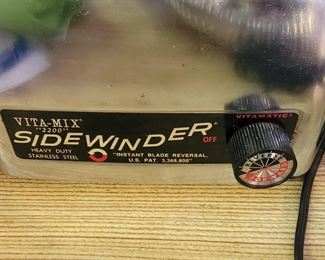 VITA-MIX®
"2200"
SIDEWINDER®
HEAVY DUTY
STAINLESS STEEL
"INSTANT BLADE REVERSAL,
U.S. PAT. 3,368,800"
OFF
VITAMATIC®